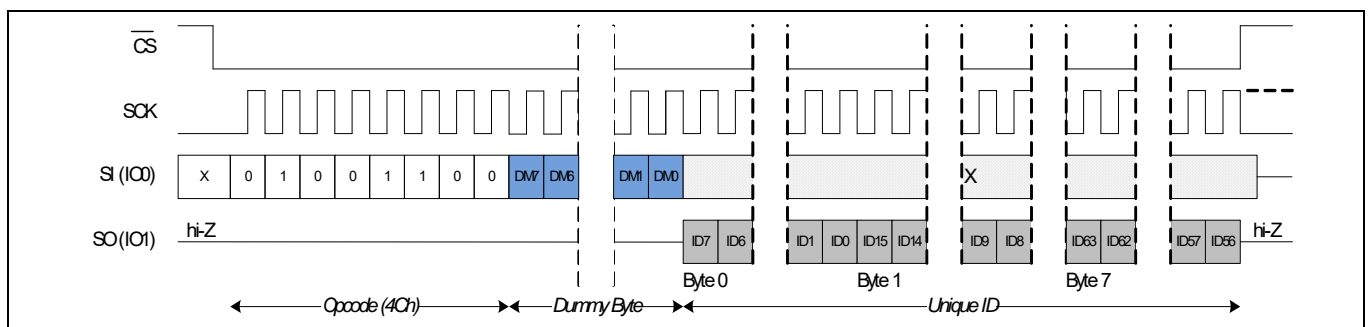 CS
SCK
SI (IO0) X 0 1 0 0 1 1 0 0 DM7 DM6 DM1 DM0 X
SO (IO1) hi-Z ID7 ID6 ID1 ID0 ID15 ID14 ID9 ID8 ID63 ID62 ID57 ID56 hi-Z
Byte 0 Byte 1 Byte 7
Opcode (4Ch) Dummy Byte Unique ID